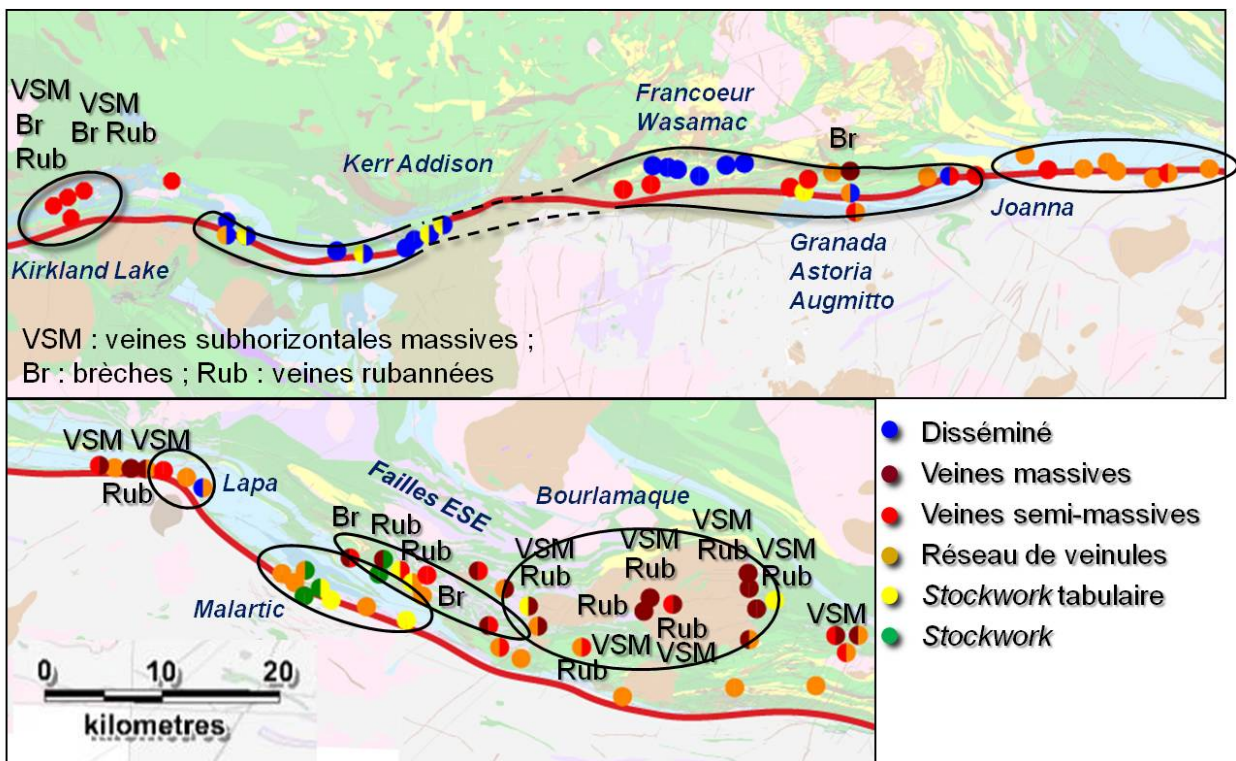 VSM
Br
Rub
VSM
Br Rub
Kirkland Lake
Kerr Addison
Francoeur
Wasamac
Br
Granada
Astoria
Augmitto
Joanna
VSM : veines subhorizontales massives ;
Br : brèches ; Rub : veines rubannées
VSM VSM
Rub
Lapa
Failles ESE
Bourlamaque
Malartic
Br
Rub
Rub
Br
VSM
Rub
VSM
Rub
VSM
Rub
VSM
Rub
Rub
Rub
VSM
VSM
Rub
VSM
0 10 20
kilometres
Disséminé
Veines massives
Veines semi-massives
Réseau de veinules
Stockwork tabulaire
Stockwork